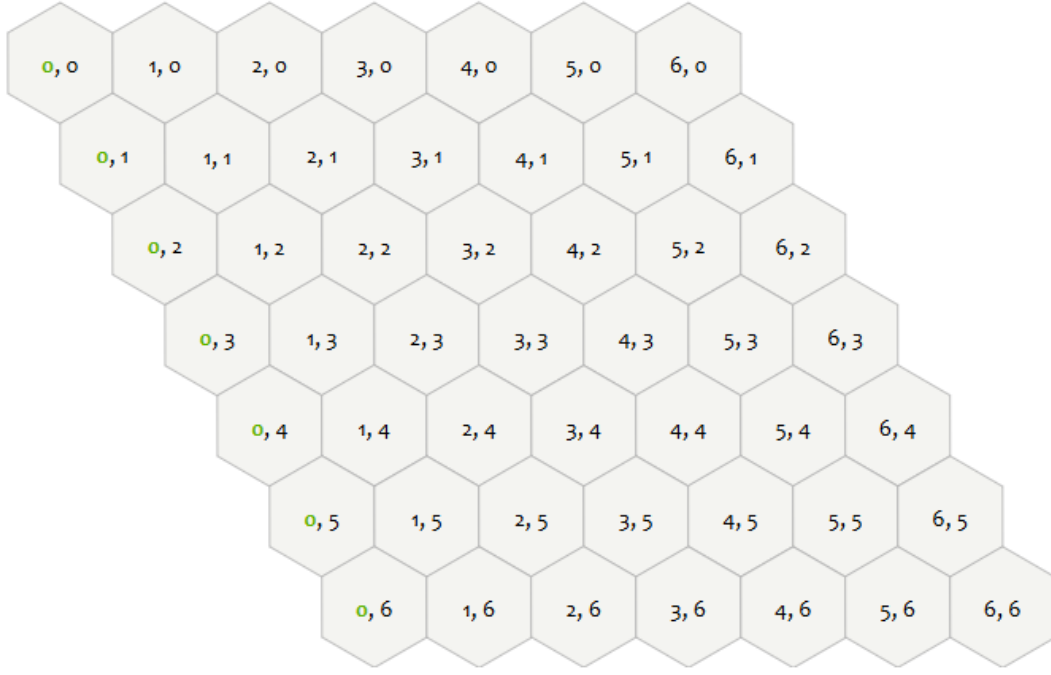 0, 0 1, 0 2, 0 3, 0 4, 0 5, 0 6, 0
0, 1 1, 1 2, 1 3, 1 4, 1 5, 1 6, 1
0, 2 1, 2 2, 2 3, 2 4, 2 5, 2 6, 2
0, 3 1, 3 2, 3 3, 3 4, 3 5, 3 6, 3
0, 4 1, 4 2, 4 3, 4 4, 4 5, 4 6, 4
0, 5 1, 5 2, 5 3, 5 4, 5 5, 5 6, 5
0, 6 1, 6 2, 6 3, 6 4, 6 5, 6 6, 6